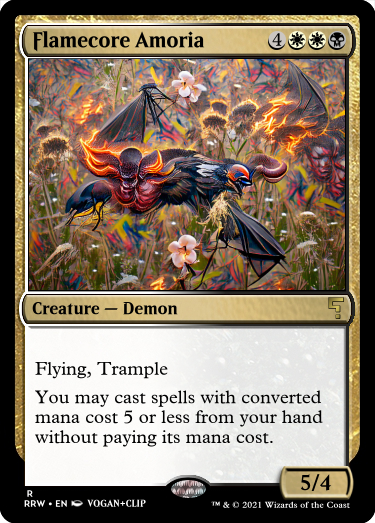 Flamecore Amoria 4
Creature — Demon
Flying, Trample
You may cast spells with converted
mana cost 5 or less from your hand
without paying its mana cost.
5/4
R
RRW • EN VOGAN+CLIP ™ & © 2021 Wizards of the Coast